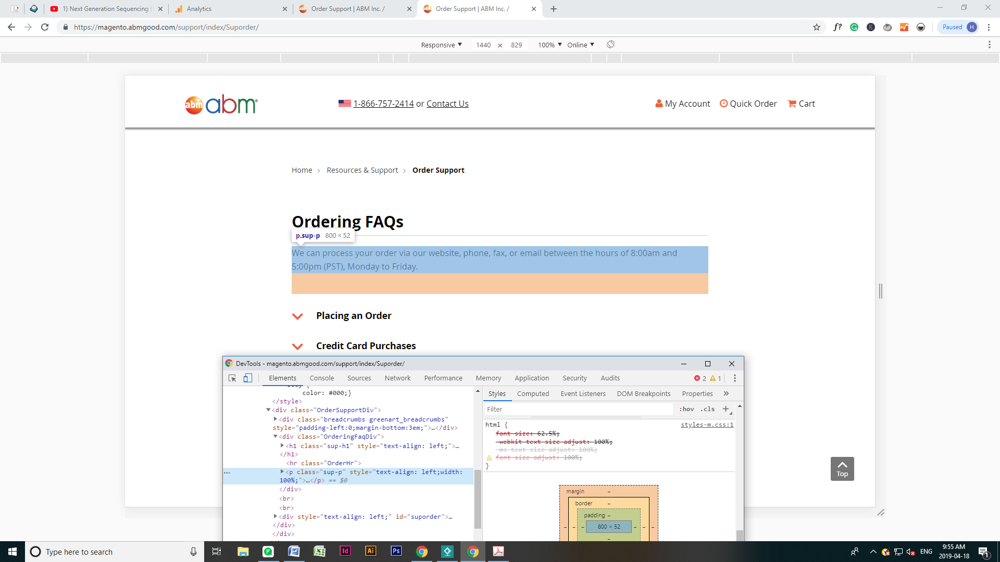 1) Next Generation Sequencing (
Analytics
Order Support | ABM Inc. /
Order Support | ABM Inc. /
https://magento.abmgood.com/support/index/Suporder/
f?
K
Paused
H
Responsive ▼
1440 × 829
100% ▼
Online ▼
abm abm®
1-866-757-2414 or Contact Us
My Account
Quick Order
Cart
Home > Resources & Support > Order Support
Ordering FAQs
p.sup-p 800 × 52
We can process your order via our website, phone, fax, or email between the hours of 8:00am and
5:00pm (PST), Monday to Friday.
Placing an Order
Credit Card Purchases
Top
DevTools - magento.abmgood.com/support/index/Suporder/
Elements Console Sources Network Performance Memory Application Security Audits
2 1
color: #000;}
</style>
▼<div class="OrderSupportDiv">
▶<div class="breadcrumbs greenart_breadcrumbs"
style="padding-left:0;margin-bottom:3em;">…</div>
▼<div class="OrderingFaqDiv">
▶<h1 class="sup-h1" style="text-align: left;">…
</h1>
<hr class="OrderHr">
… ▶<p class="sup-p" style="text-align: left;width:
100%;">…</p> == $0
</div>
<br>
<br>
▶<div style="text-align: left;" id="suporder">…
</div>
</div>
Styles Computed Event Listeners DOM Breakpoints Properties »
Filter
:hov .cls +
html { styles-m.css:1
font-size: 62.5%;
-webkit-text-size-adjust: 100%;
-ms-text-size-adjust: 100%;
font-size-adjust: 100%;
}
margin –
border –
padding –
– – – 800 × 52 – – –
–
Type here to search
Id
Ai
Ps
ENG
9:55 AM
2019-04-18
1